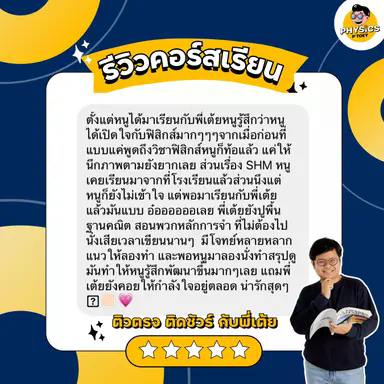 PHYS.CS
P'TOEY
รีวิวคอร์สเรียน
ตั้งแต่หนูได้มาเรียนกับพี่เต้ยหนูรู้สึกว่าหนู
ได้เปิดใจกับฟิสิกส์มากๆๆๆจากเมื่อก่อนที่
แบบแค่พูดถึงวิชาฟิสิกส์หนูก็ท้อแล้ว แค่ให้
นึกภาพตามยังยากเลย ส่วนเรื่อง SHM หนู
เคยเรียนมาจากที่โรงเรียนแล้วส่วนนึงแต่
หนูก็ยังไม่เข้าใจ แต่พอมาเรียนกับพี่เต้ย
แล้วมันแบบ อ๋อออออออเลย พี่เต้ยยังปูพื้น
ฐานคณิต สอนพวกหลักการจำ ที่ไม่ต้องไป
นั่งเสียเวลาเขียนนานๆ มีโจทย์หลายหลาก
แนวให้ลองทำ และพอหนูมาลองนั่งทำสรุปดู
มันทำให้หนูรู้สึกพัฒนาขึ้นมากๆเลย แถมพี่
เต้ยยังคอยให้กำลังใจอยู่ตลอด น่ารักสุดๆ
ติวตรง ติดชัวร์ กับพี่เต้ย